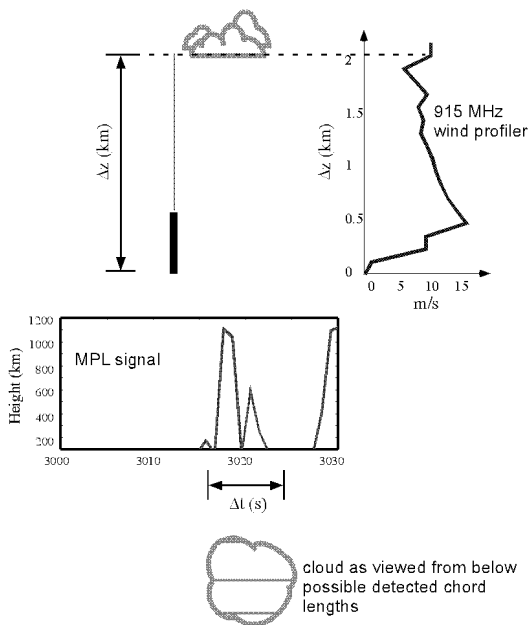 2
1.5
1
0.5
0
Δz (km)
Δz (km)
915 MHz
wind profiler
0 5 10 15
m/s
1200
1000
800
600
400
200
Height (km)
MPL signal
3000 3010 3020 3030
Δt (s)
cloud as viewed from below
possible detected chord
lengths